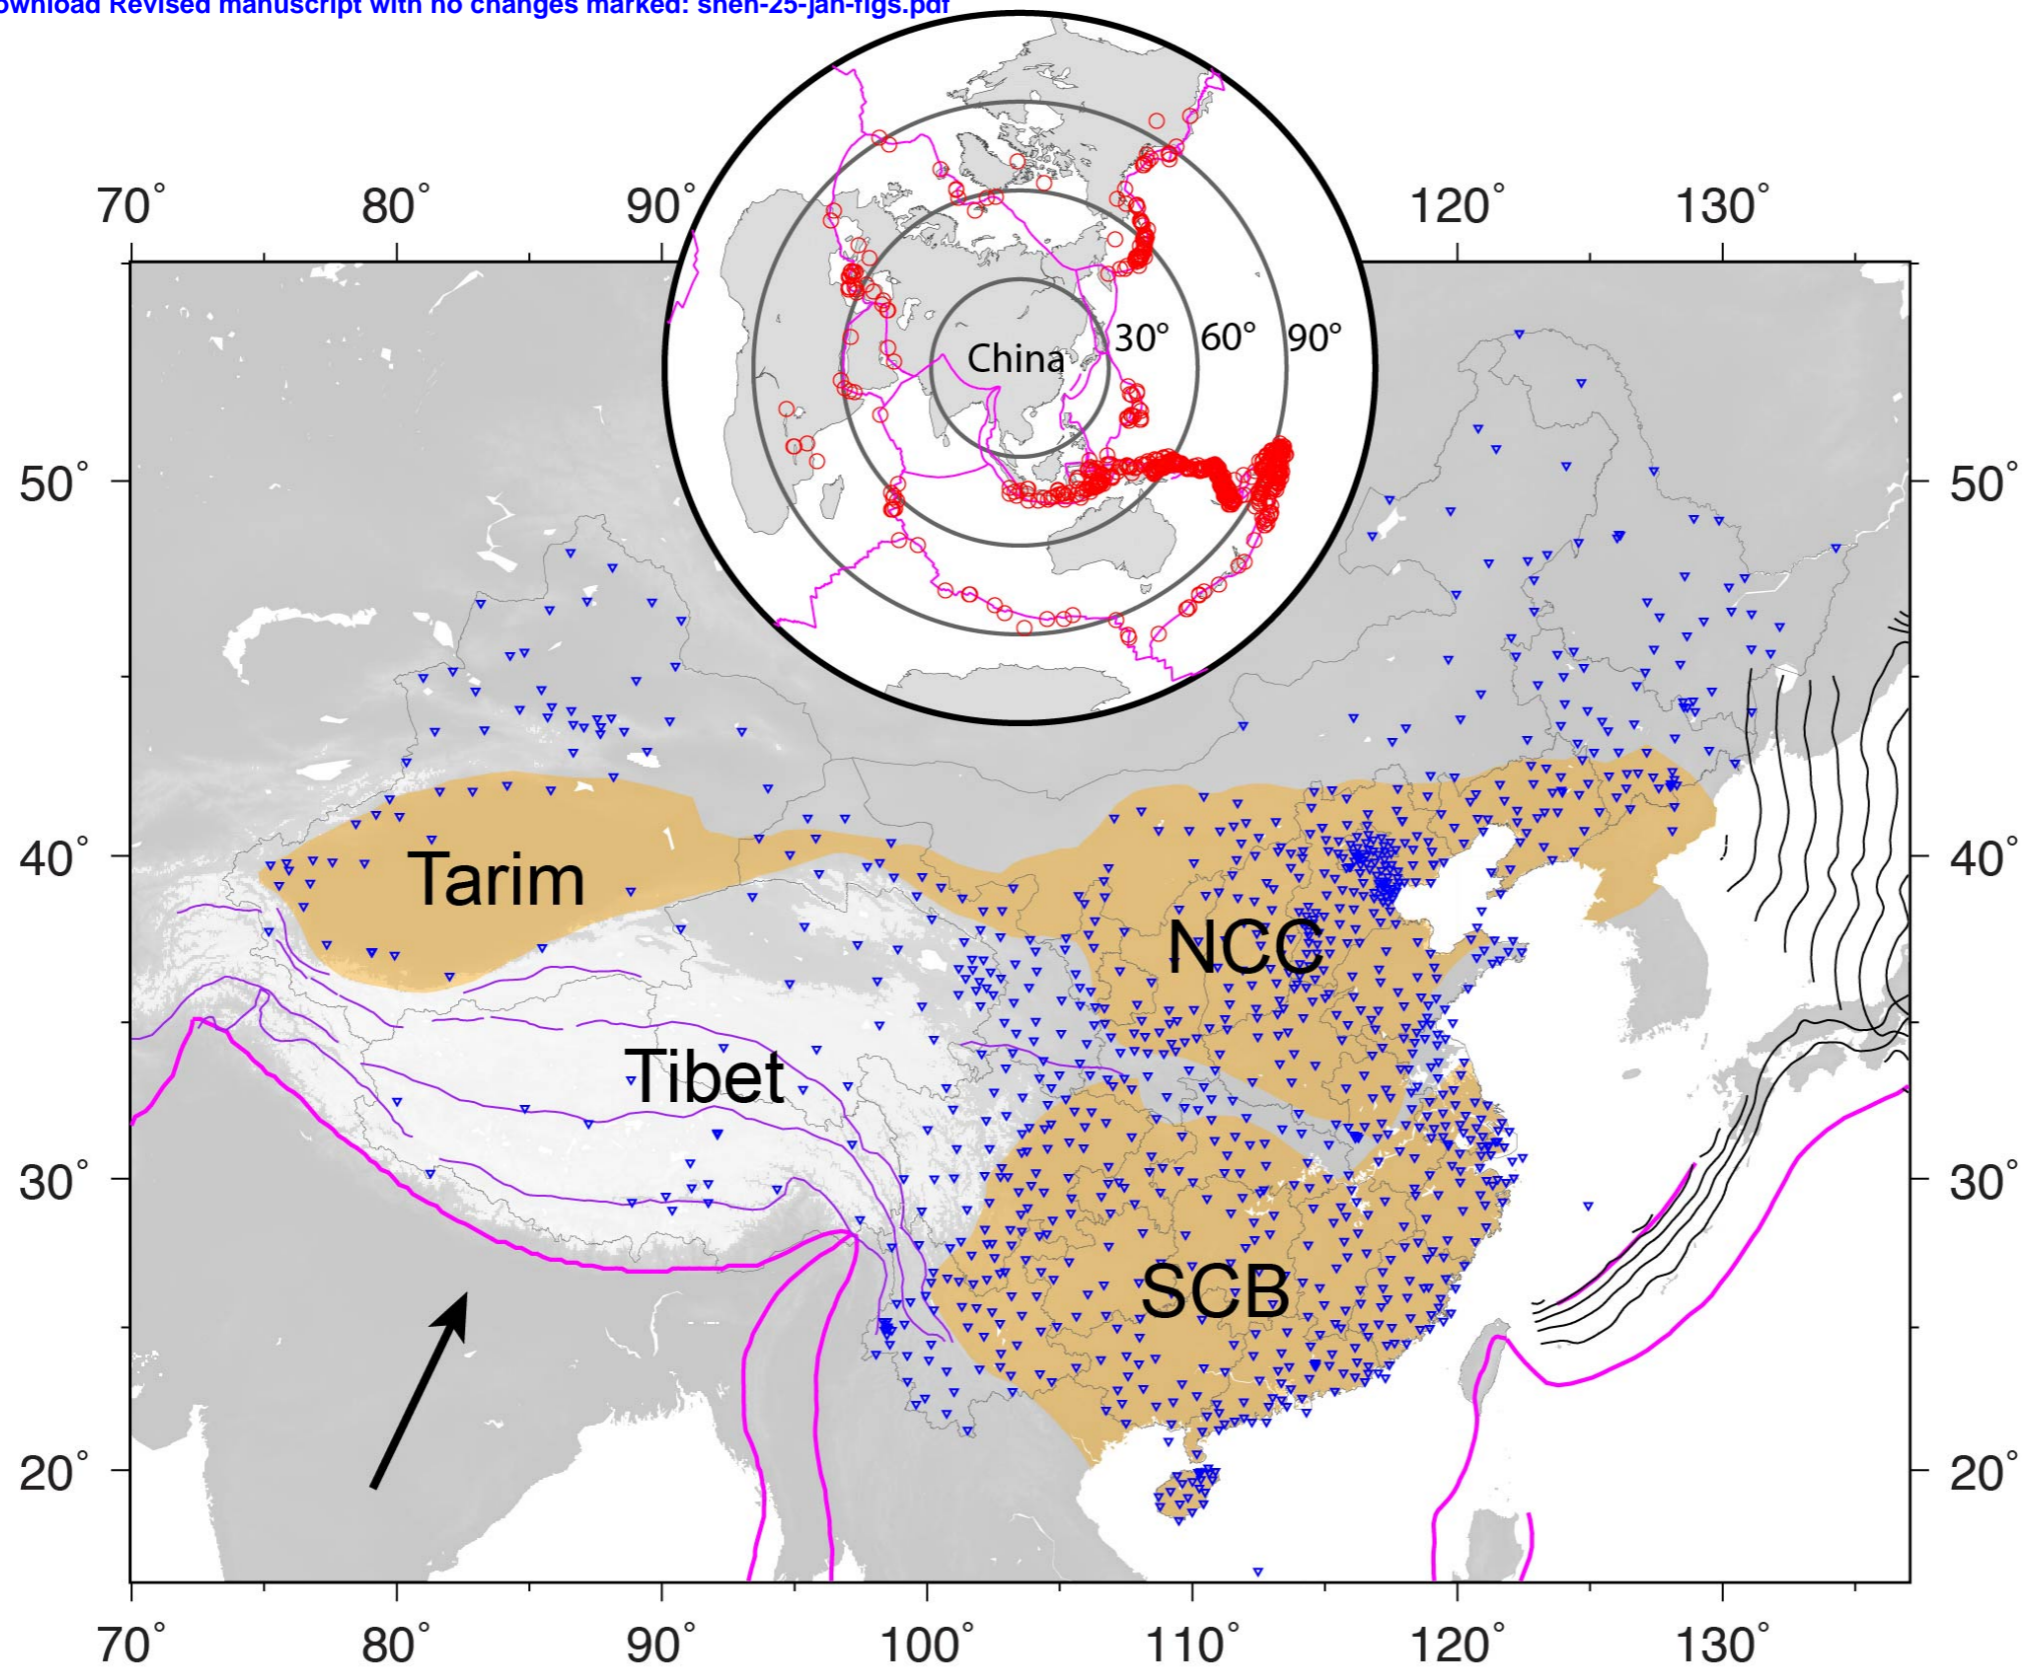 ownload Revised manuscript with no changes marked: shen-25-jan-figs.pdf
70° 80° 90° 120° 130°
30° 60° 90°
China
50° 50°
40° 40°
Tarim
NCC
Tibet
30° 30°
SCB
20° 20°
70° 80° 90° 100° 110° 120° 130°